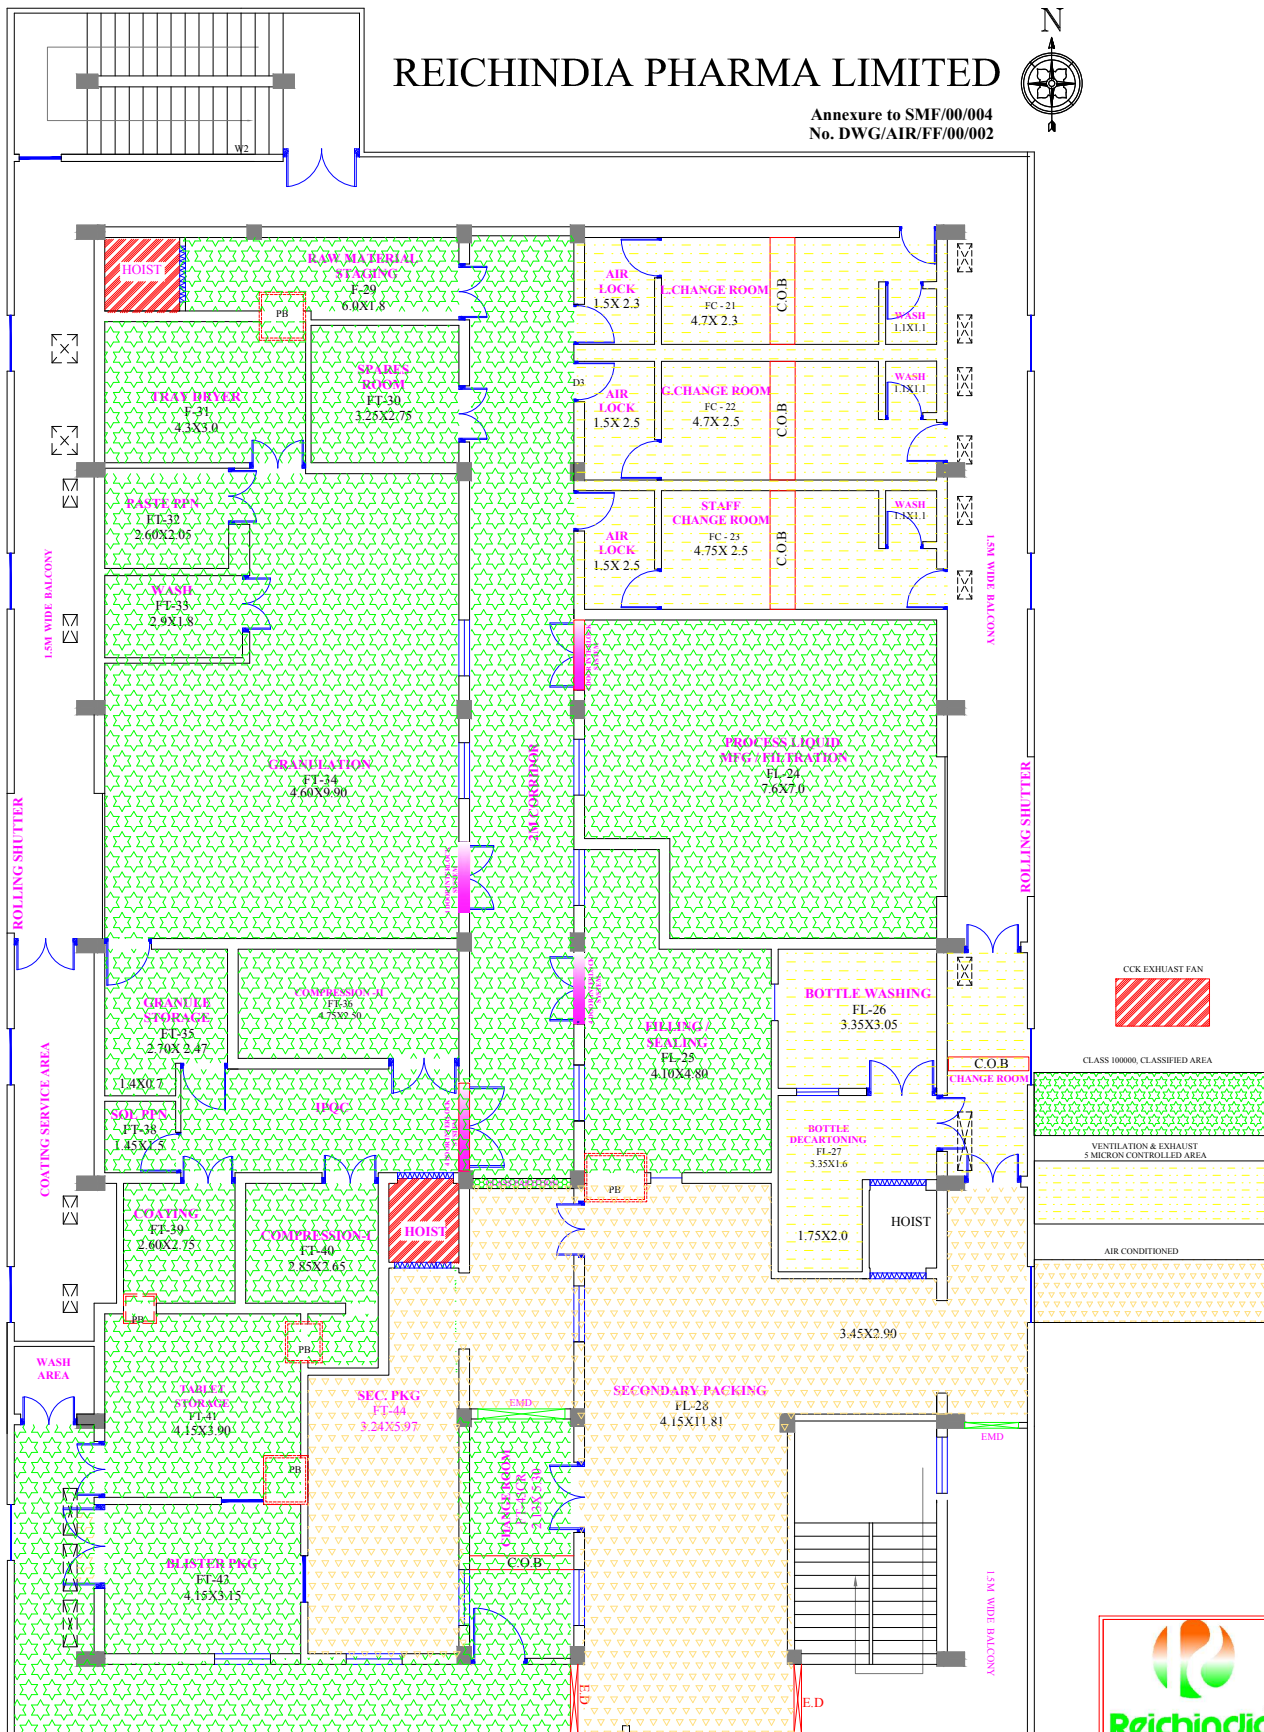 N
REICHINDIA PHARMA LIMITED
Annexure to SMF/00/004
No. DWG/AIR/FF/00/002
W2
HOIST
RAW MATERIAL
STAGING
F-29
6.0X1.8
PB
AIR
LOCK
1.5X 2.3
L.CHANGE ROOM
FC - 21
4.7X 2.3
C.O.B
WASH
1.1X1.1
TRAY DRYER
F-31
4.3X3.0
SPARES
ROOM
FT-30
3.25X2.75
D3
AIR
LOCK
1.5X 2.5
G.CHANGE ROOM
FC - 22
4.7X 2.5
C.O.B
WASH
1.1X1.1
PASTE PPN
FT-32
2.60X2.05
AIR
LOCK
1.5X 2.5
STAFF
CHANGE ROOM
FC - 23
4.75X 2.5
C.O.B
WASH
1.1X1.1
1.5M WIDE BALCONY
1.5M WIDE BALCONY
WASH
FT-33
2.9X1.8
GRANULATION
FT-34
4.60X9.90
2M CORRIDOR
PROCESS LIQUID
MFG / FILTRATION
FL-24
7.6X7.0
ROLLING SHUTTER
ROLLING SHUTTER
GRANULE
STORAGE
FT-35
2.70X 2.47
1.4X0.7
COMPRESSION -II
FT-36
4.75X2.50
FILLING /
SEALING
FL-25
4.10X4.80
BOTTLE WASHING
FL-26
3.35X3.05
C.O.B
CHANGE ROOM
CCK EXHUAST FAN
CLASS 100000, CLASSIFIED AREA
VENTILATION & EXHAUST
5 MICRON CONTROLLED AREA
AIR CONDITIONED
COATING SERVICE AREA
SOL PPN
FT-38
1.45X1.5
IPQC
BOTTLE
DECARTONING
FL-27
3.35X1.6
1.75X2.0
HOIST
PB
COATING
FT-39
2.60X2.75
COMPRESSION-I
FT-40
2.85X2.65
HOIST
PB
PB
3.45X2.90
WASH
AREA
TABLET
STORAGE
FT-41
4.15X3.90
PB
SEC. PKG
FT-44
3.24X5.97
EMD
SECONDARY PACKING
FL-28
4.15X11.81
EMD
CHANGE ROOM
C.O.B
BLISTER PKG
FT-43
4.15X3.15
1.5M WIDE BALCONY
E.D
E.D
Reichindia